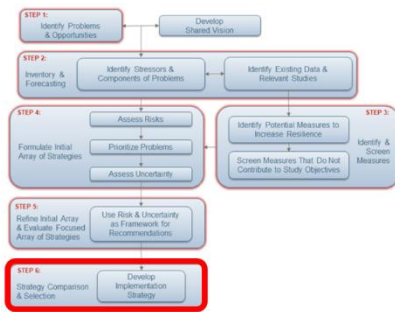 STEP 1:
Identify Problems
& Opportunities
Develop
Shared Vision
STEP 2:
Inventory &
Forecasting
Identify Stressors &
Components of Problems
Identify Existing Data &
Relevant Studies
STEP 4:
Formulate Initial
Array of Strategies
Assess Risks
Prioritize Problems
Assess Uncertainty
STEP 3:
Identify Potential Measures to
Increase Resilience
Screen Measures That Do Not
Contribute to Study Objectives
Identify &
Screen
Measures
STEP 5:
Refine Initial Array
& Evaluate Focused
Array of Strategies
Use Risk & Uncertainty
as Framework for
Recommendations
STEP 6:
Strategy Comparison
& Selection
Develop
Implementation
Strategy